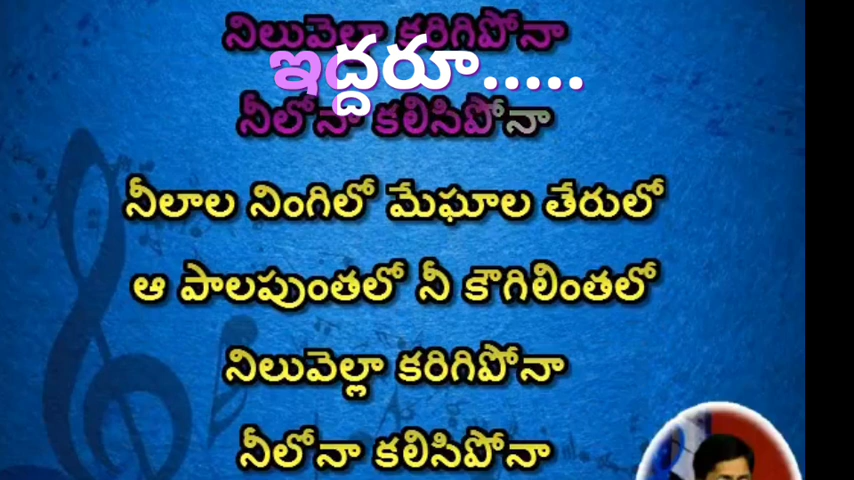 నిలువెల్లా కరిగిపోనా
ఇద్దరూ.....
నీలోనా కలిసిపోనా
నీలాల నింగిలో మేఘాల తేరులో
ఆ పాలపుంతలో నీ కౌగిలింతలో
నిలువెల్లా కరిగిపోనా
నీలోనా కలిసిపోనా